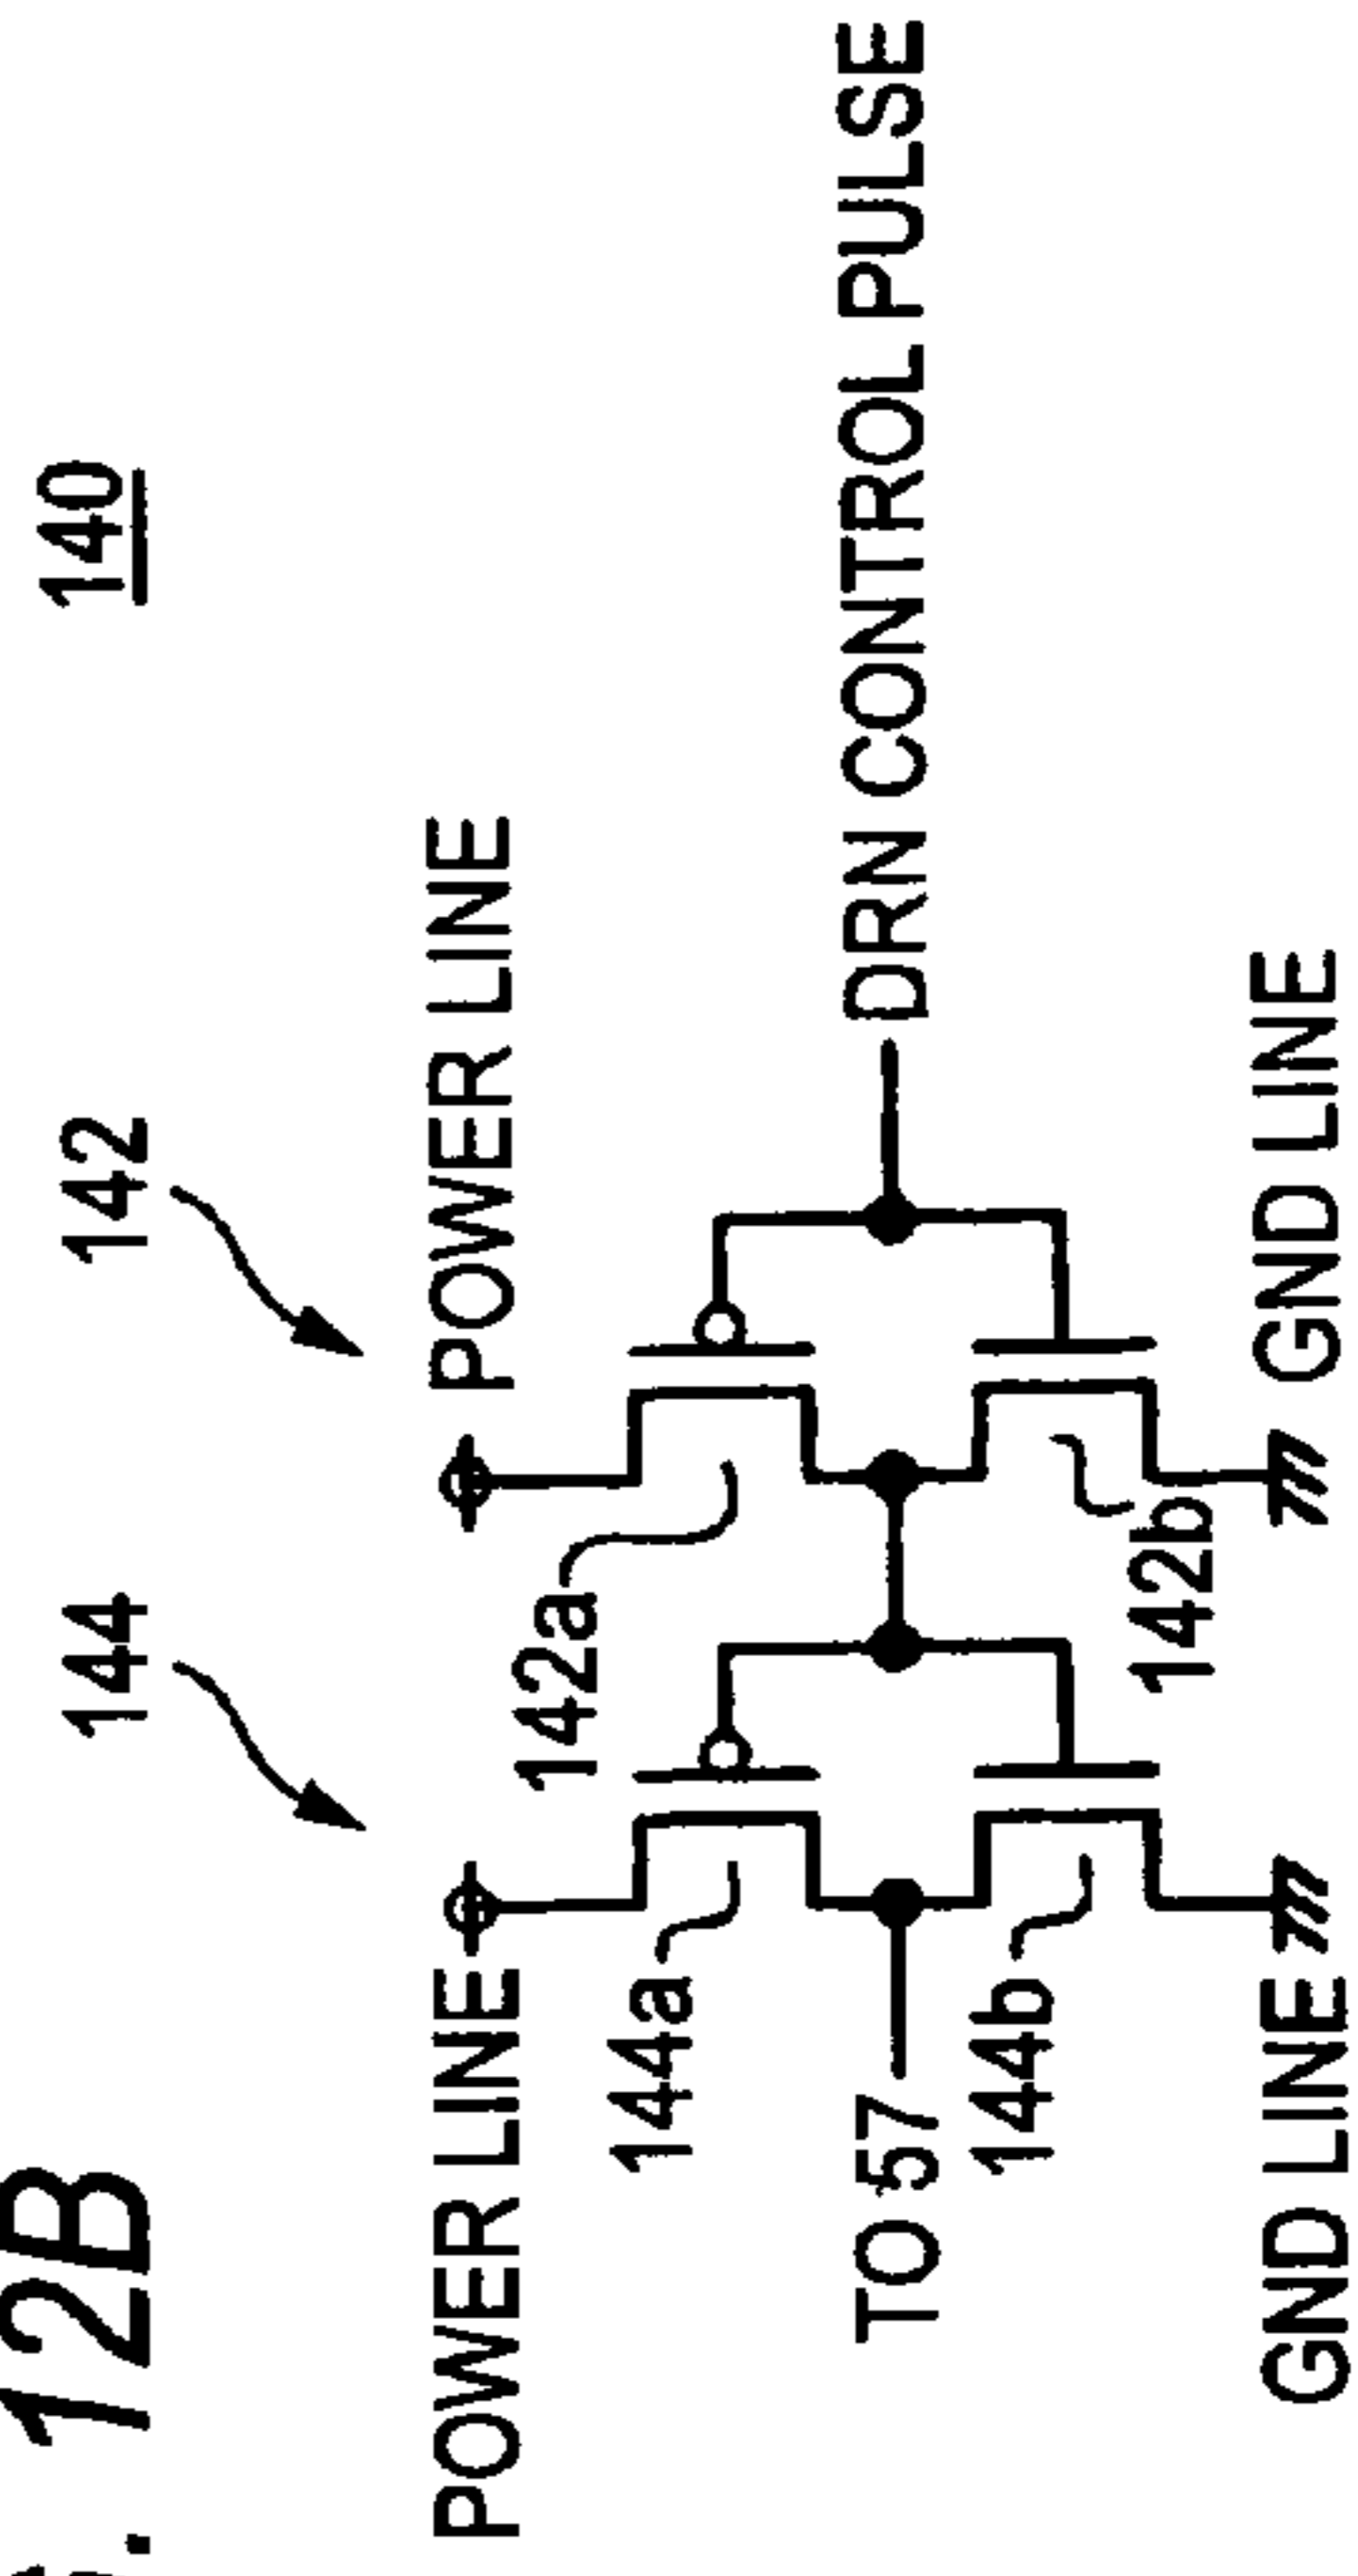 . 12B
140
144
142
POWER LINE
POWER LINE
142a
144a
TO 57
DRN CONTROL PULSE
144b
142b
GND LINE
GND LINE